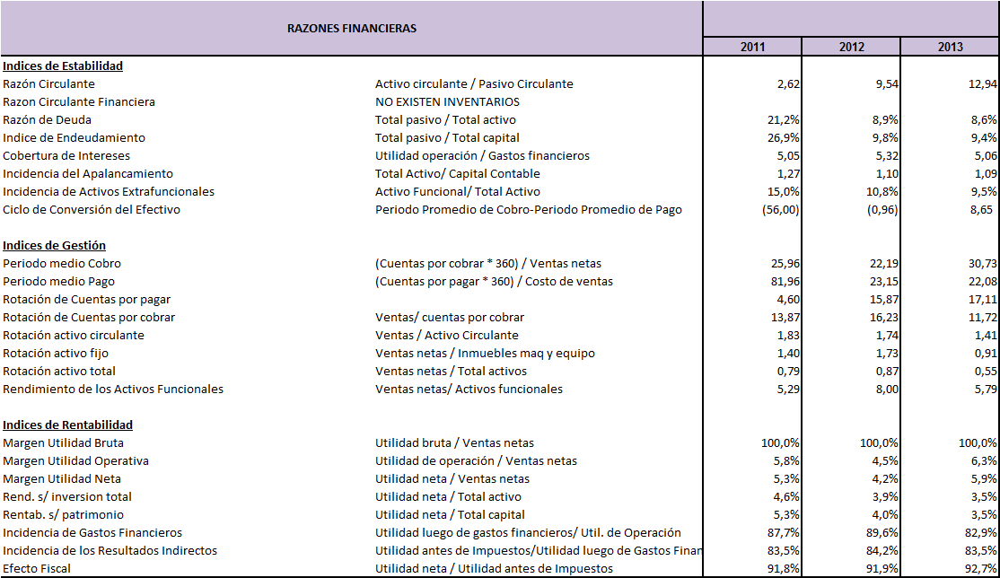 RAZONES FINANCIERAS
2011 2012 2013
Indices de Estabilidad
Razón Circulante Activo circulante / Pasivo Circulante 2,62 9,54 12,94
Razon Circulante Financiera NO EXISTEN INVENTARIOS
Razón de Deuda Total pasivo / Total activo 21,2% 8,9% 8,6%
Indice de Endeudamiento Total pasivo / Total capital 26,9% 9,8% 9,4%
Cobertura de Intereses Utilidad operación / Gastos financieros 5,05 5,32 5,06
Incidencia del Apalancamiento Total Activo/ Capital Contable 1,27 1,10 1,09
Incidencia de Activos Extrafuncionales Activo Funcional/ Total Activo 15,0% 10,8% 9,5%
Ciclo de Conversión del Efectivo Periodo Promedio de Cobro-Periodo Promedio de Pago (56,00) (0,96) 8,65
Indices de Gestión
Periodo medio Cobro (Cuentas por cobrar * 360) / Ventas netas 25,96 22,19 30,73
Periodo medio Pago (Cuentas por pagar * 360) / Costo de ventas 81,96 23,15 22,08
Rotación de Cuentas por pagar 4,60 15,87 17,11
Rotación de Cuentas por cobrar Ventas/ cuentas por cobrar 13,87 16,23 11,72
Rotación activo circulante Ventas / Activo Circulante 1,83 1,74 1,41
Rotación activo fijo Ventas netas / Inmuebles maq y equipo 1,40 1,73 0,91
Rotación activo total Ventas netas / Total activos 0,79 0,87 0,55
Rendimiento de los Activos Funcionales Ventas netas/ Activos funcionales 5,29 8,00 5,79
Indices de Rentabilidad
Margen Utilidad Bruta Utilidad bruta / Ventas netas 100,0% 100,0% 100,0%
Margen Utilidad Operativa Utilidad de operación / Ventas netas 5,8% 4,5% 6,3%
Margen Utilidad Neta Utilidad neta / Ventas netas 5,3% 4,2% 5,9%
Rend. s/ inversion total Utilidad neta / Total activo 4,6% 3,9% 3,5%
Rentab. s/ patrimonio Utilidad neta / Total capital 5,3% 4,0% 3,5%
Incidencia de Gastos Financieros Utilidad luego de gastos financieros/ Util. de Operación 87,7% 89,6% 82,9%
Incidencia de los Resultados Indirectos Utilidad antes de Impuestos/Utilidad luego de Gastos Finan 83,5% 84,2% 83,5%
Efecto Fiscal Utilidad neta / Utilidad antes de Impuestos 91,8% 91,9% 92,7%